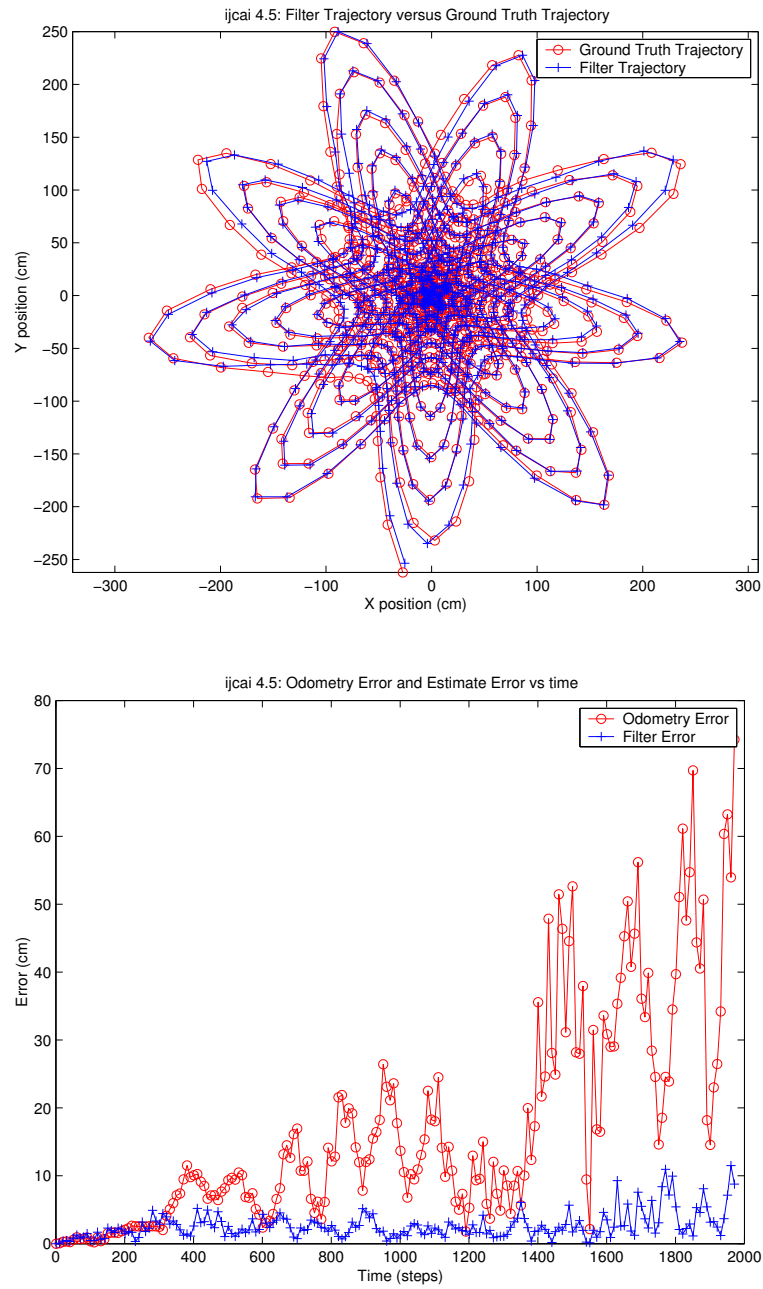 ijcai 4.5: Filter Trajectory versus Ground Truth Trajectory
250
200
150
100
50
0
−50
−100
−150
−200
−250
Y position (cm)
Ground Truth Trajectory
Filter Trajectory
−300 −200 −100 0 100 200 300
X position (cm)
ijcai 4.5: Odometry Error and Estimate Error vs time
80
70
60
50
40
30
20
10
0
Error (cm)
Odometry Error
Filter Error
0 200 400 600 800 1000 1200 1400 1600 1800 2000
Time (steps)